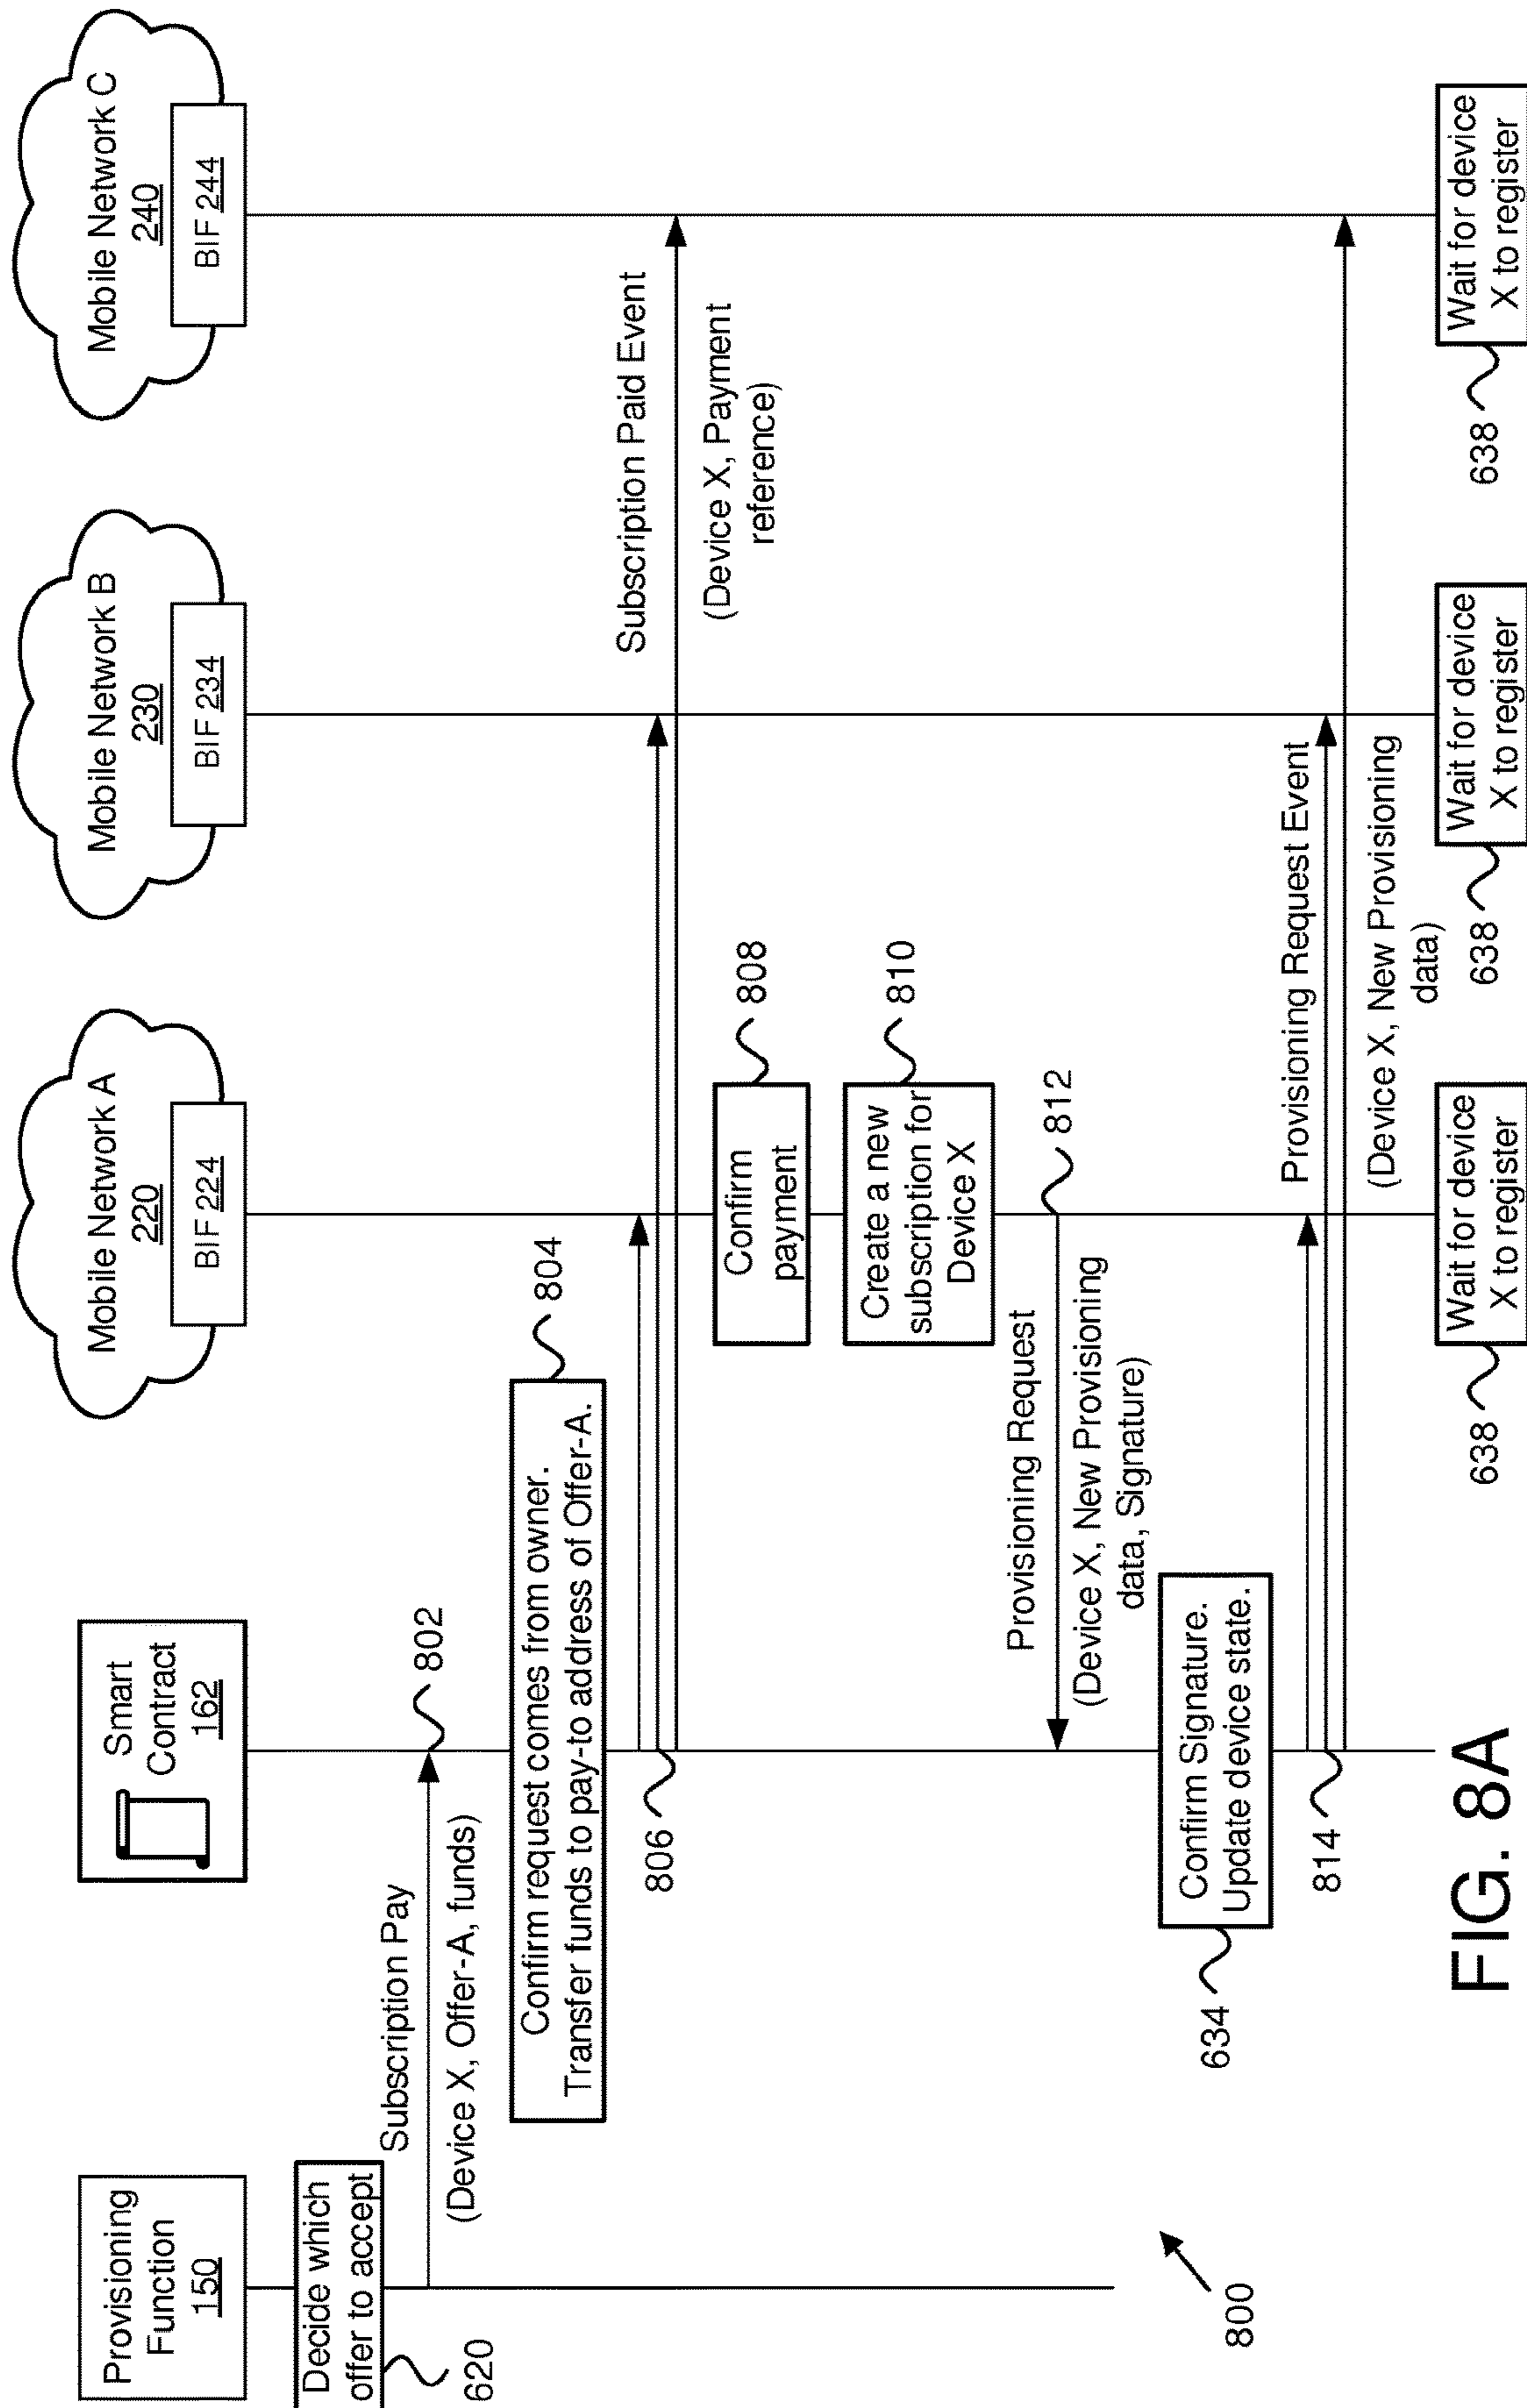 Provisioning
Function
150
Smart
Contract
162
Mobile Network A
220
BIF 224
Mobile Network B
230
BIF 234
Mobile Network C
240
BIF 244
Decide which
offer to accept
620
Subscription Pay
(Device X, Offer-A, funds)
802
Confirm request comes from owner.
Transfer funds to pay-to address of Offer-A.
804
806
Subscription Paid Event
(Device X, Payment
reference)
Confirm
payment
808
Create a new
subscription for
Device X
810
Provisioning Request
(Device X, New Provisioning
data, Signature)
812
Confirm Signature.
Update device state.
634
814
Provisioning Request Event
(Device X, New Provisioning
data)
Wait for device
X to register
638
Wait for device
X to register
638
Wait for device
X to register
638
800
FIG. 8A